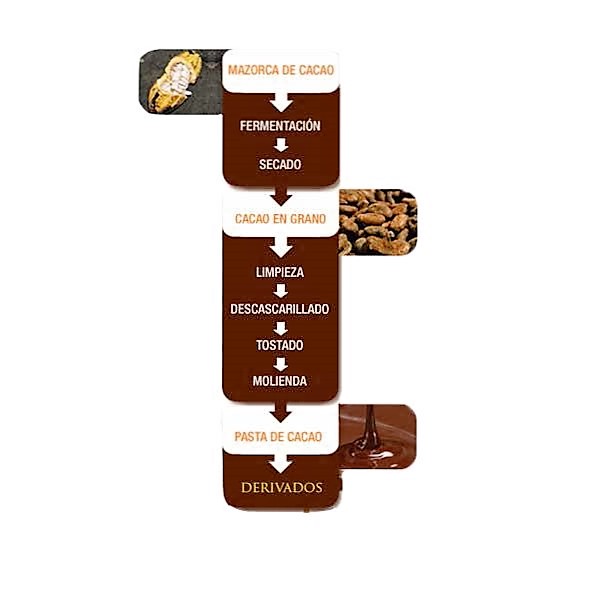 MAZORCA DE CACAO
FERMENTACIÓN
SECADO
CACAO EN GRANO
LIMPIEZA
DESCASCARILLADO
TOSTADO
MOLIENDA
PASTA DE CACAO
DERIVADOS